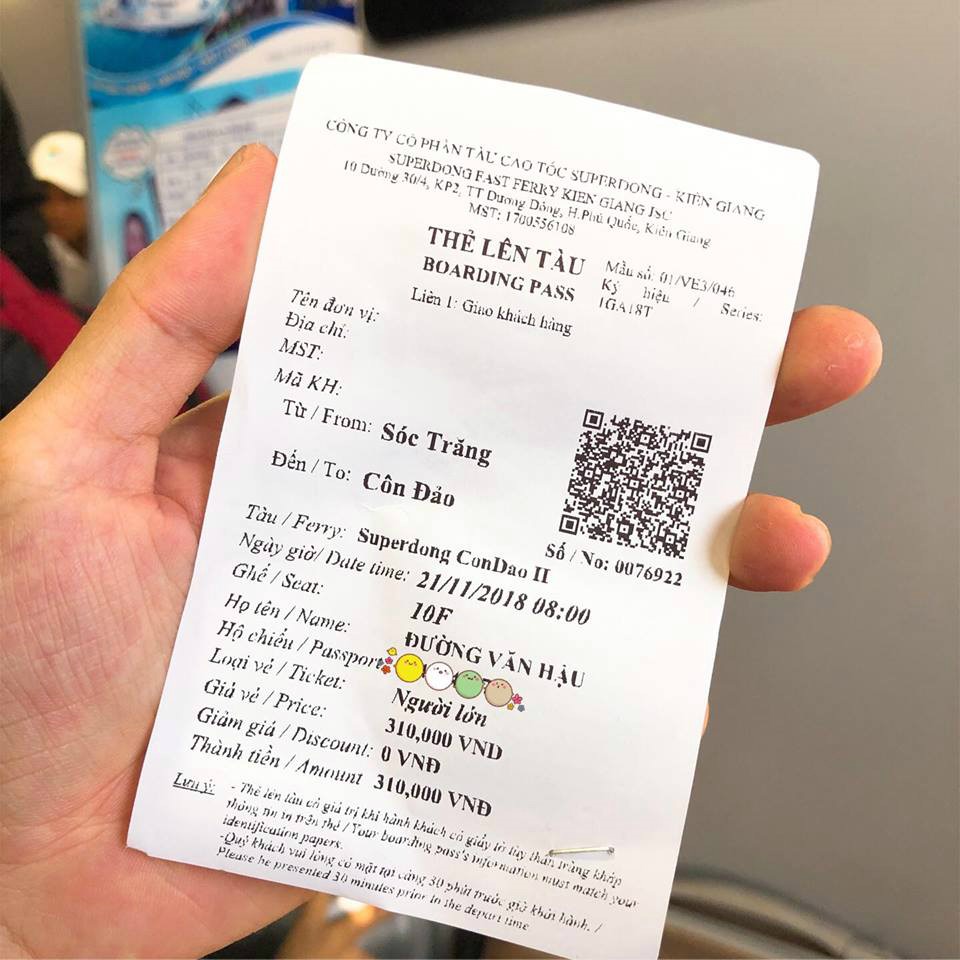 CÔNG TY CỔ PHẦN TÀU CAO TỐC SUPERDONG - KIÊN GIANG
SUPERDONG FAST FERRY KIEN GIANG JSC
10 Đường 30/4, KP2, TT Dương Đông, H.Phú Quốc, Kiên Giang
MST: 1700556108
THẺ LÊN TÀU
BOARDING PASS
Liên 1: Giao khách hàng
Mẫu số: 01/VE3/046
Ký hiệu / Series:
1GA18T
Tên đơn vị:
Địa chỉ:
MST:
Mã KH:
Từ / From: Sóc Trăng
Đến / To: Côn Đảo
Số / No: 0076922
Tàu / Ferry: Superdong ConDao II
Ngày giờ/ Date time: 21/11/2018 08:00
Ghế / Seat: 10F
Họ tên / Name: ĐƯỜNG VĂN HẬU
Hộ chiếu / Passport
Loại vé / Ticket: Người lớn
Giá vé / Price: 310,000 VND
Giảm giá / Discount: 0 VNĐ
Thành tiền / Amount 310,000 VNĐ
Lưu ý: - Thẻ lên tàu có giá trị khi hành khách có giấy tờ tùy thân trùng khớp
thông tin in trên thẻ / Your boarding pass's information must match your
identification papers.
-Quý khách vui lòng có mặt tại cảng 30 phút trước giờ khởi hành. /
Please be presented 30 minutes prior to the depart time